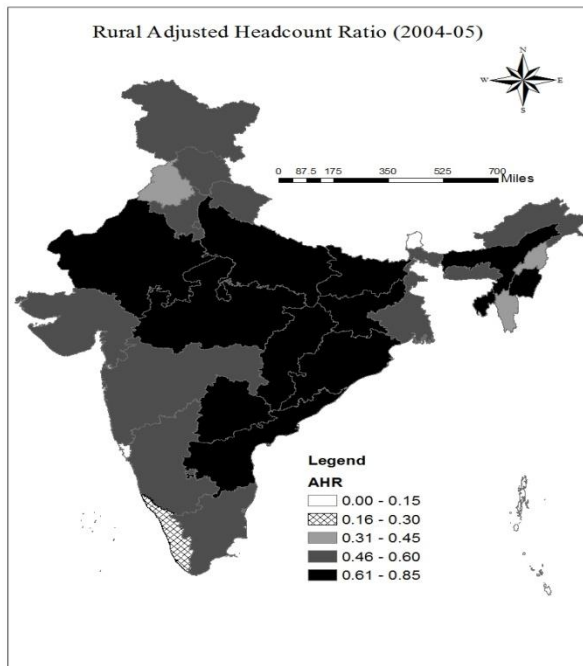 Rural Adjusted Headcount Ratio (2004-05)
N
W E
S
0 87.5 175 350 525 700
Miles
Legend
AHR
0.00 - 0.15
0.16 - 0.30
0.31 - 0.45
0.46 - 0.60
0.61 - 0.85